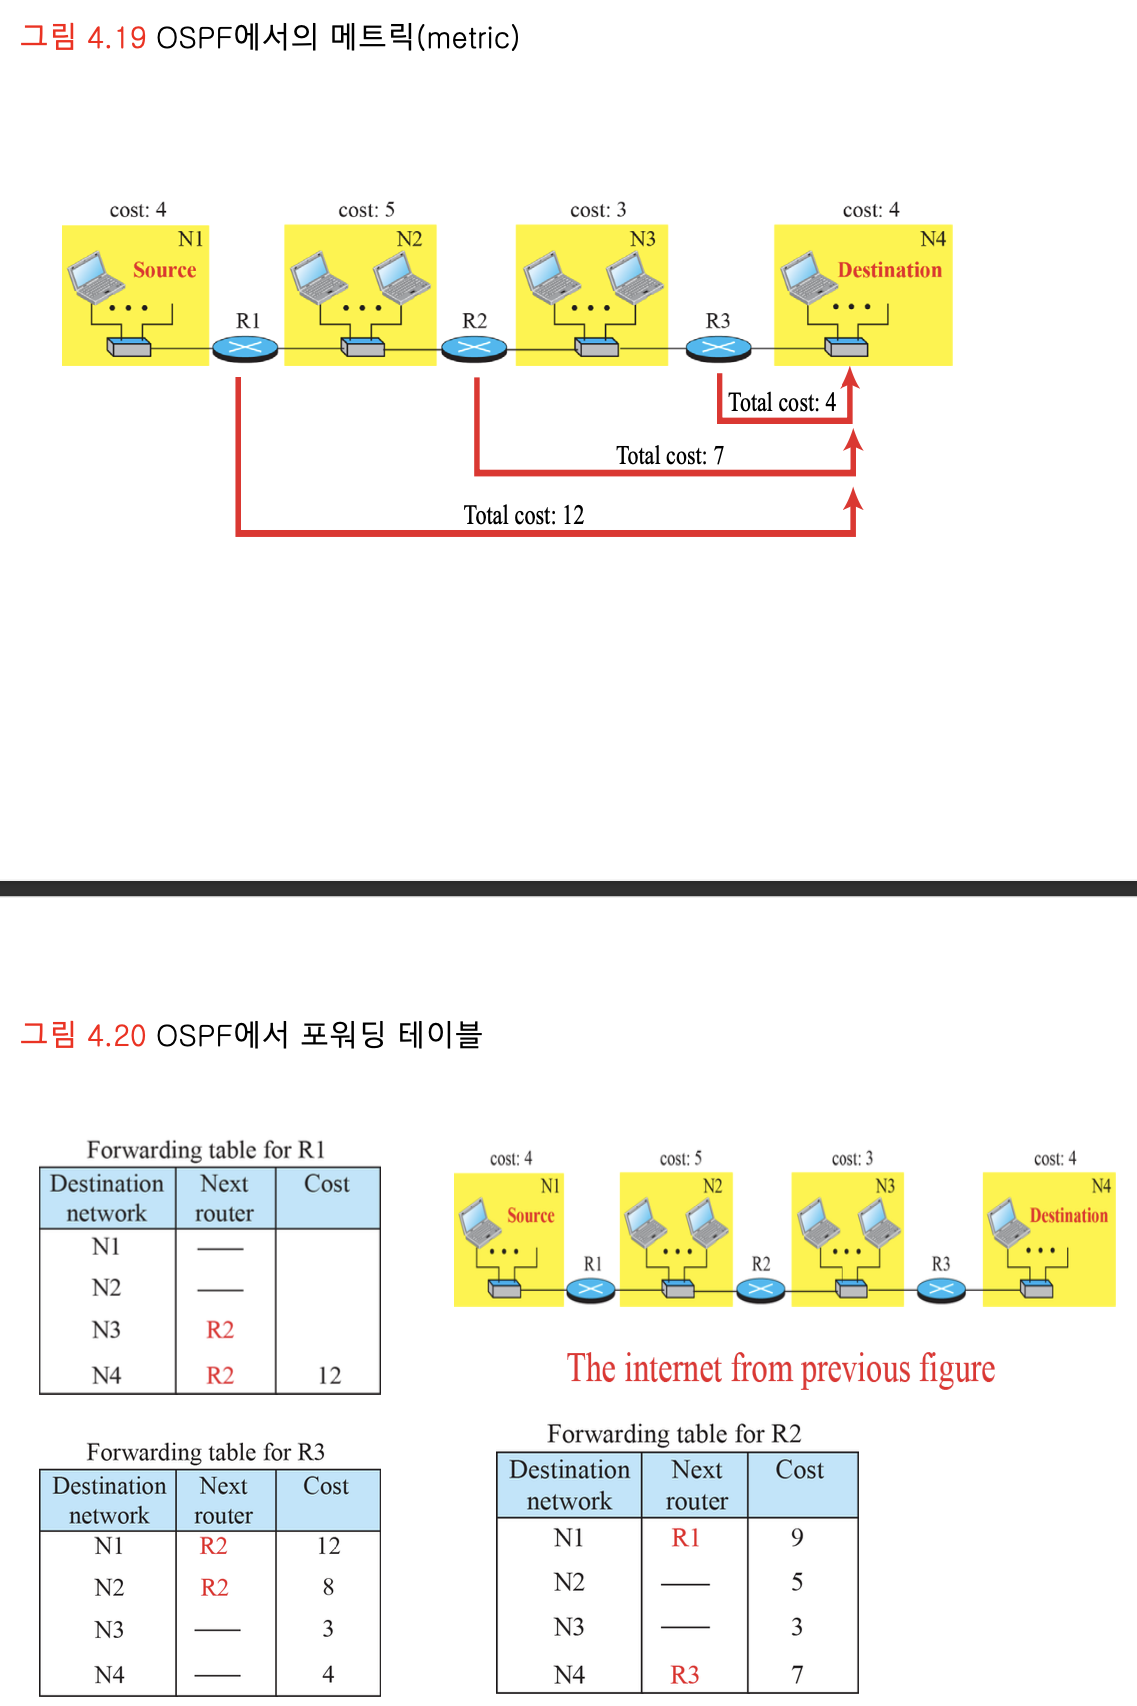 그림 4.19 OSPF에서의 메트릭(metric)
cost: 4
cost: 5
cost: 3
cost: 4
N1
N2
N3
N4
Source
Destination
R1
R2
R3
Total cost: 4
Total cost: 7
Total cost: 12
그림 4.20 OSPF에서 포워딩 테이블
Forwarding table for R1
Destination network Next router Cost
N1 ——
N2 ——
N3 R2
N4 R2 12
cost: 4
cost: 5
cost: 3
cost: 4
N1
N2
N3
N4
Source
Destination
R1
R2
R3
The internet from previous figure
Forwarding table for R3
Destination network Next router Cost
N1 R2 12
N2 R2 8
N3 —— 3
N4 —— 4
Forwarding table for R2
Destination network Next router Cost
N1 R1 9
N2 —— 5
N3 —— 3
N4 R3 7